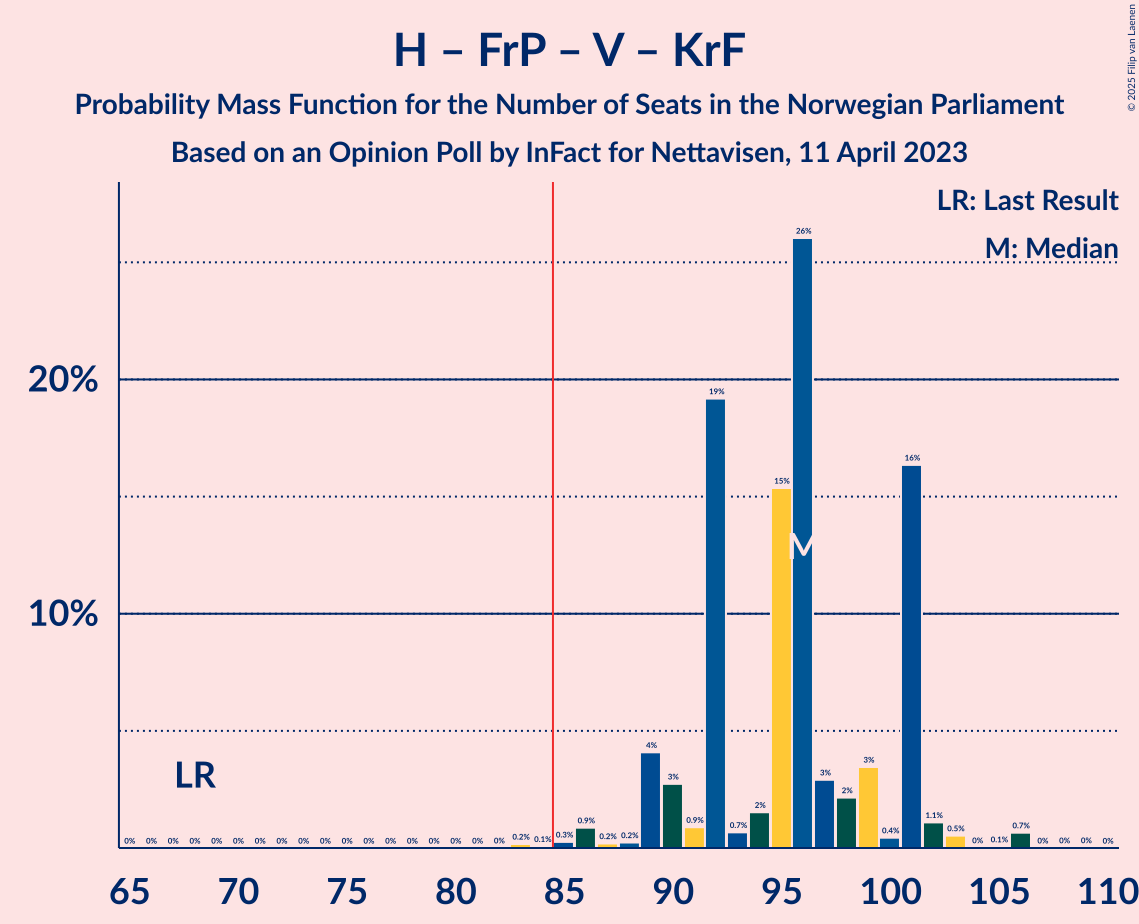 H – FrP – V – KrF
Probability Mass Function for the Number of Seats in the Norwegian Parliament
Based on an Opinion Poll by InFact for Nettavisen, 11 April 2023
© 2025 Filip van Laenen
LR: Last Result
M: Median
26%
20%
19%
16%
15%
M
10%
LR
4%
3%
3%
3%
2%
2%
0% 0% 0% 0% 0% 0% 0% 0% 0% 0% 0% 0% 0% 0% 0% 0% 0% 0% 0.2% 0.1% 0.3% 0.9% 0.2% 0.2% 0.9% 0.7% 0.4% 1.1% 0.5% 0% 0.1% 0.7% 0% 0% 0% 0%
65 70 75 80 85 90 95 100 105 110